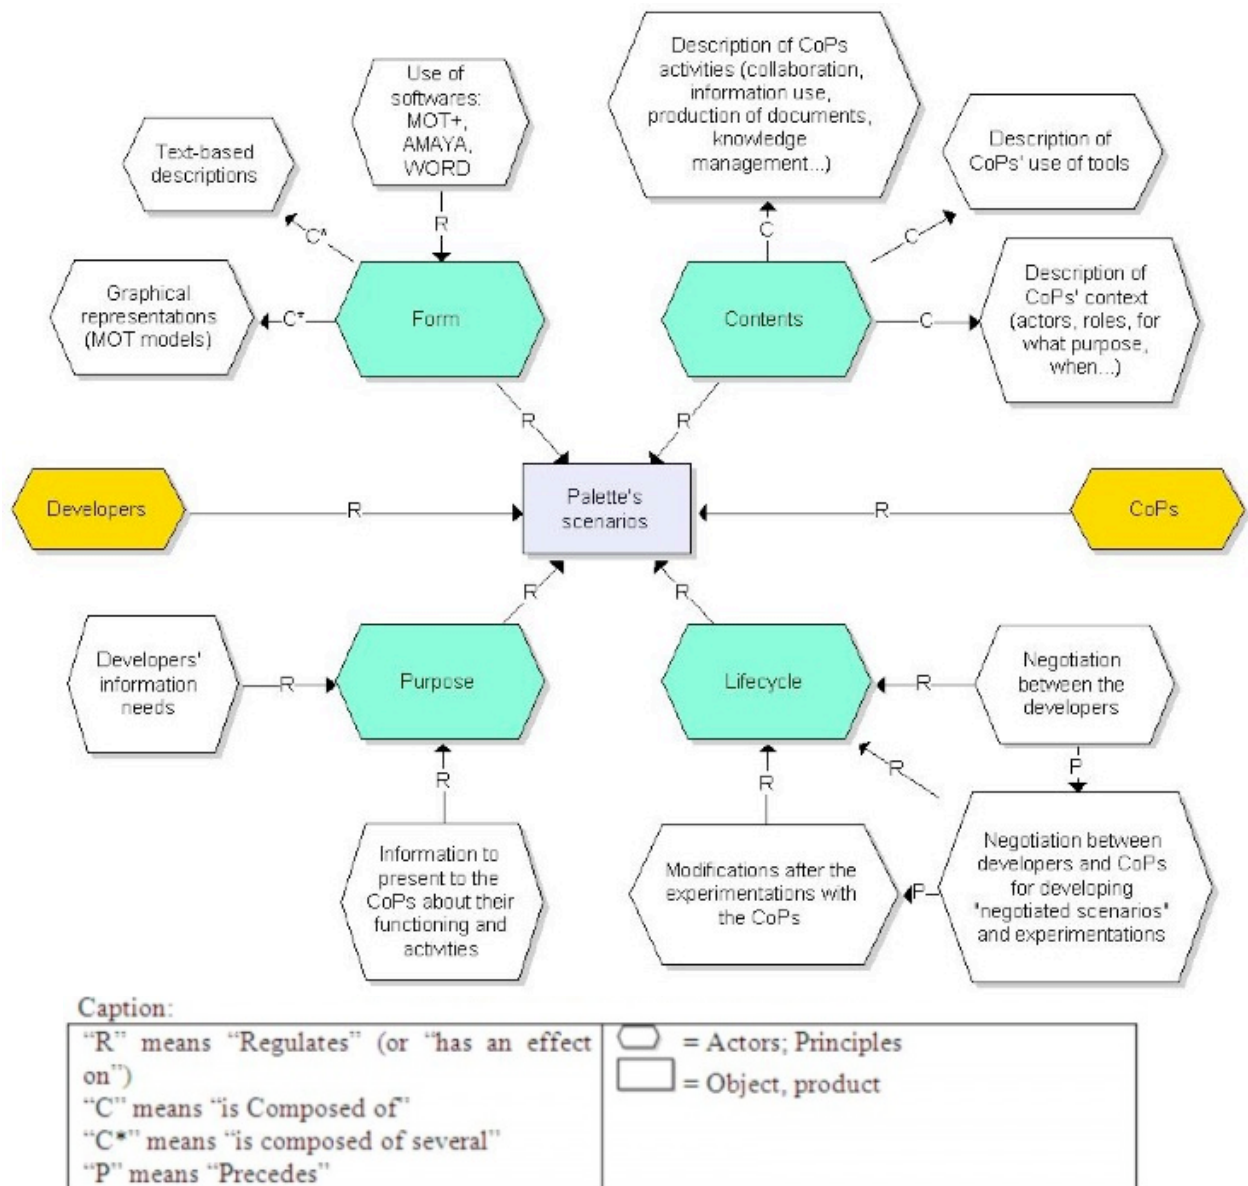 Description of CoPs
activities (collaboration,
information use,
production of documents,
knowledge
management...)
Use of
softwares:
MOT+,
AMAYA,
WORD
Text-based
descriptions
Description of
CoPs' use of tools
R
C*
C
C
Graphical
representations
(MOT models)
C*
Form
Contents
C
Description of
CoPs' context
(actors, roles, for
what purpose,
when...)
R
R
Developers
R
Palette's
scenarios
R
CoPs
R
R
Developers'
information
needs
R
Purpose
Lifecycle
R
Negotiation
between the
developers
R
R
R
P
Information to
present to the
CoPs about their
functioning and
activities
Modifications after the
experimentations with
the CoPs
P
Negotiation between
developers and CoPs
for developing
"negotiated scenarios"
and experimentations
Caption:
“R” means “Regulates” (or “has an effect
on”)
“C” means “is Composed of”
“C*” means “is composed of several”
“P” means “Precedes”
= Actors; Principles
= Object, product